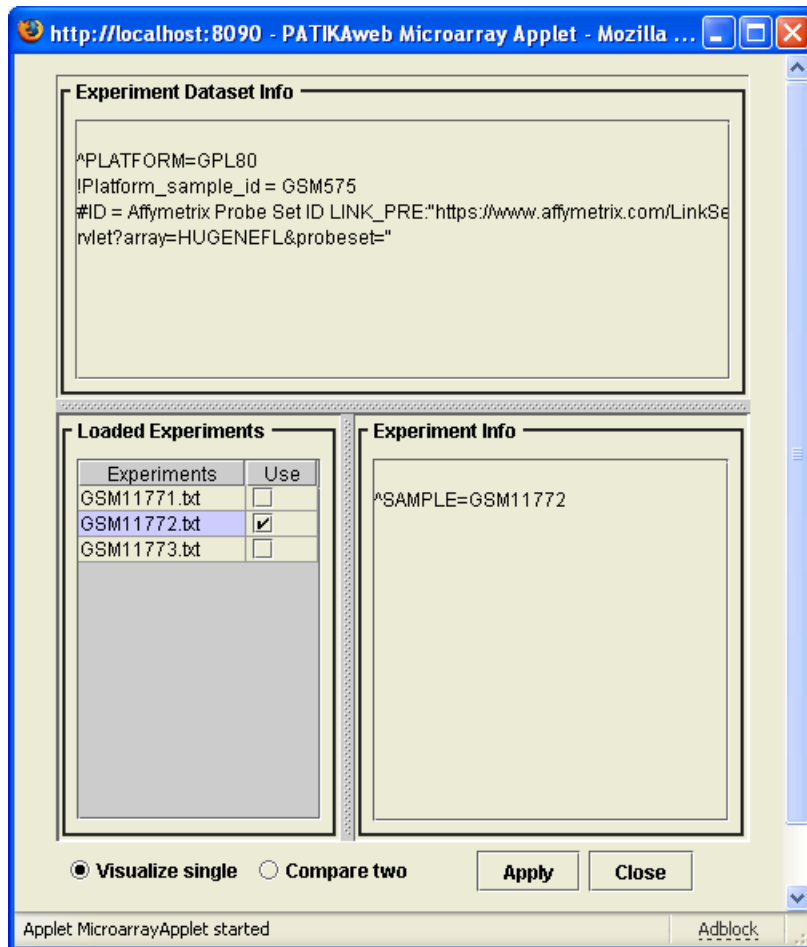 http://localhost:8090 - PATIKAweb Microarray Applet - Mozilla ...
Experiment Dataset Info
^PLATFORM=GPL80
!Platform_sample_id = GSM575
#ID = Affymetrix Probe Set ID LINK_PRE:"https://www.affymetrix.com/LinkSe
rvlet?array=HUGENEFL&probeset="
Loaded Experiments
Experiments Use
GSM11771.txt
GSM11772.txt
GSM11773.txt
Experiment Info
^SAMPLE=GSM11772
Visualize single Compare two Apply Close
Applet MicroarrayApplet started Adblock